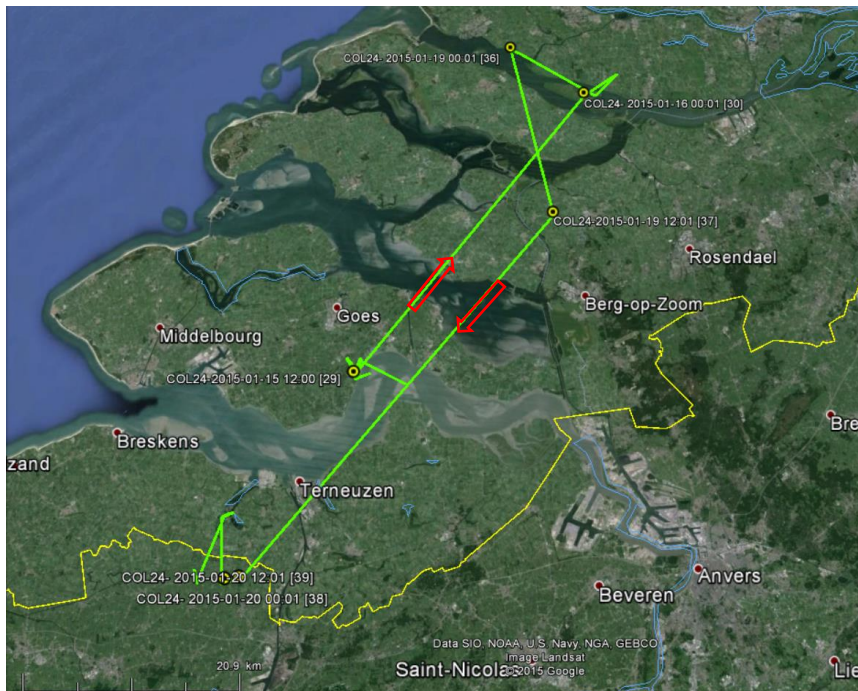 COL24- 2015-01-19 00:01 [36]
COL24- 2015-01-16 00:01 [30]
COL24-2015-01-19 12:01 [37]
Rosendael
Berg-op-Zoom
Goes
Middelbourg
COL24-2015-01-15 12:00 [29]
Bre
Breskens
zand
Terneuzen
COL24- 2015-01-20 12:01 [39]
Anvers
COL24- 2015-01-20 00:01 [38]
Beveren
Data SIO, NOAA, U.S. Navy, NGA, GEBCO
Image Landsat
20.9 km
Saint-Nicolas
©2015 Google
Lie